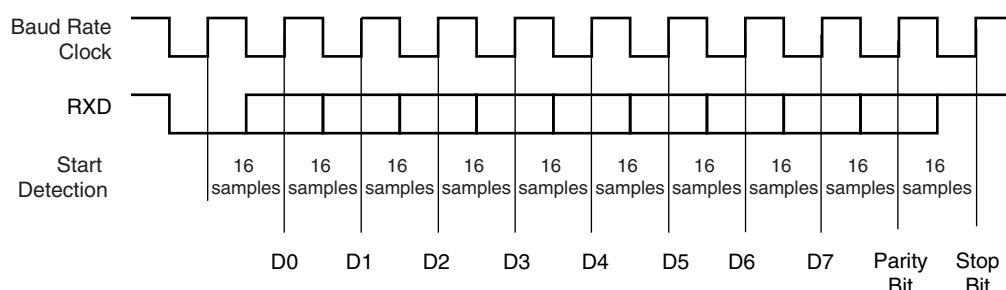 Baud Rate
Clock
RXD
Start
Detection
16 16 16 16 16 16 16 16 16 16
samples samples samples samples samples samples samples samples samples samples
D0 D1 D2 D3 D4 D5 D6 D7 Parity Stop
Bit Bit